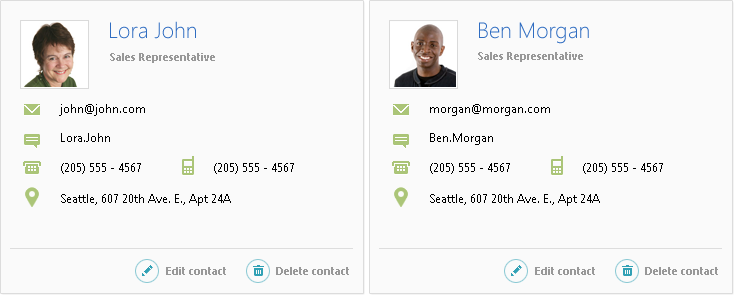 Lora John
Sales Representative
john@john.com
Lora.John
(205) 555 - 4567 (205) 555 - 4567
Seattle, 607 20th Ave. E., Apt 24A
Edit contact Delete contact
Ben Morgan
Sales Representative
morgan@morgan.com
Ben.Morgan
(205) 555 - 4567 (205) 555 - 4567
Seattle, 607 20th Ave. E., Apt 24A
Edit contact Delete contact